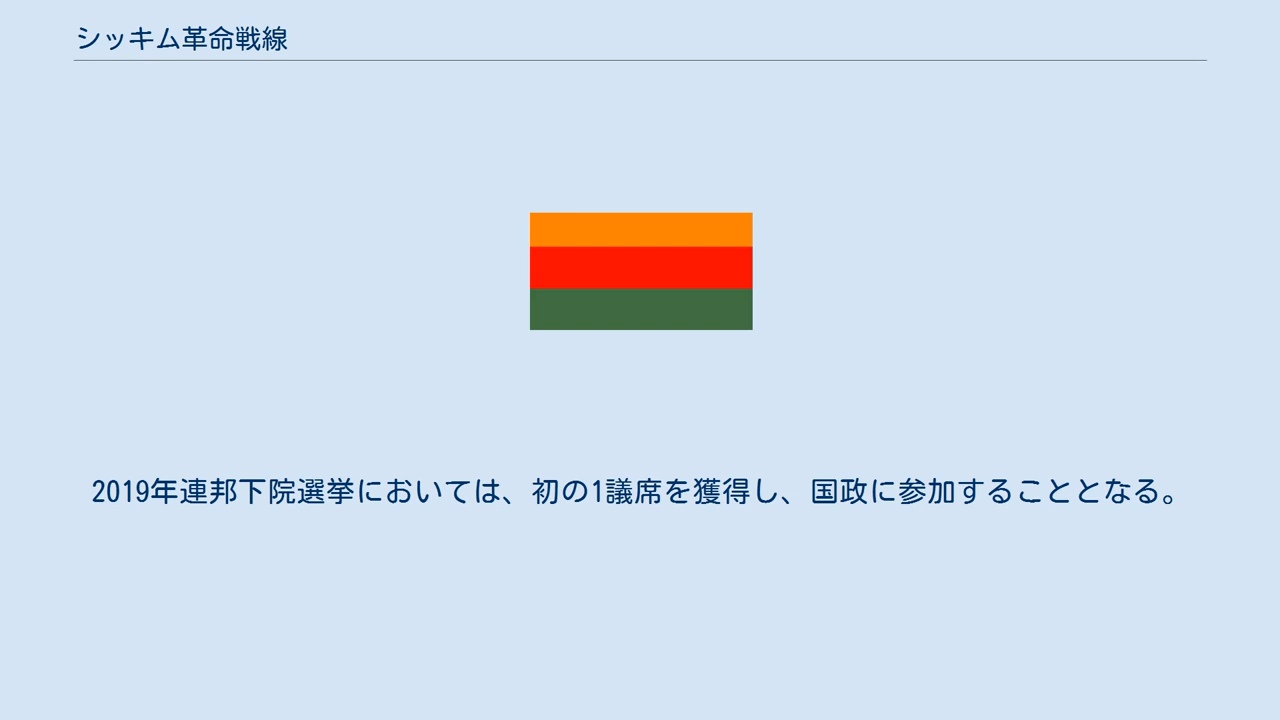 シッキム革命戦線
2019年連邦下院選挙においては、初の1議席を獲得し、国政に参加することとなる。